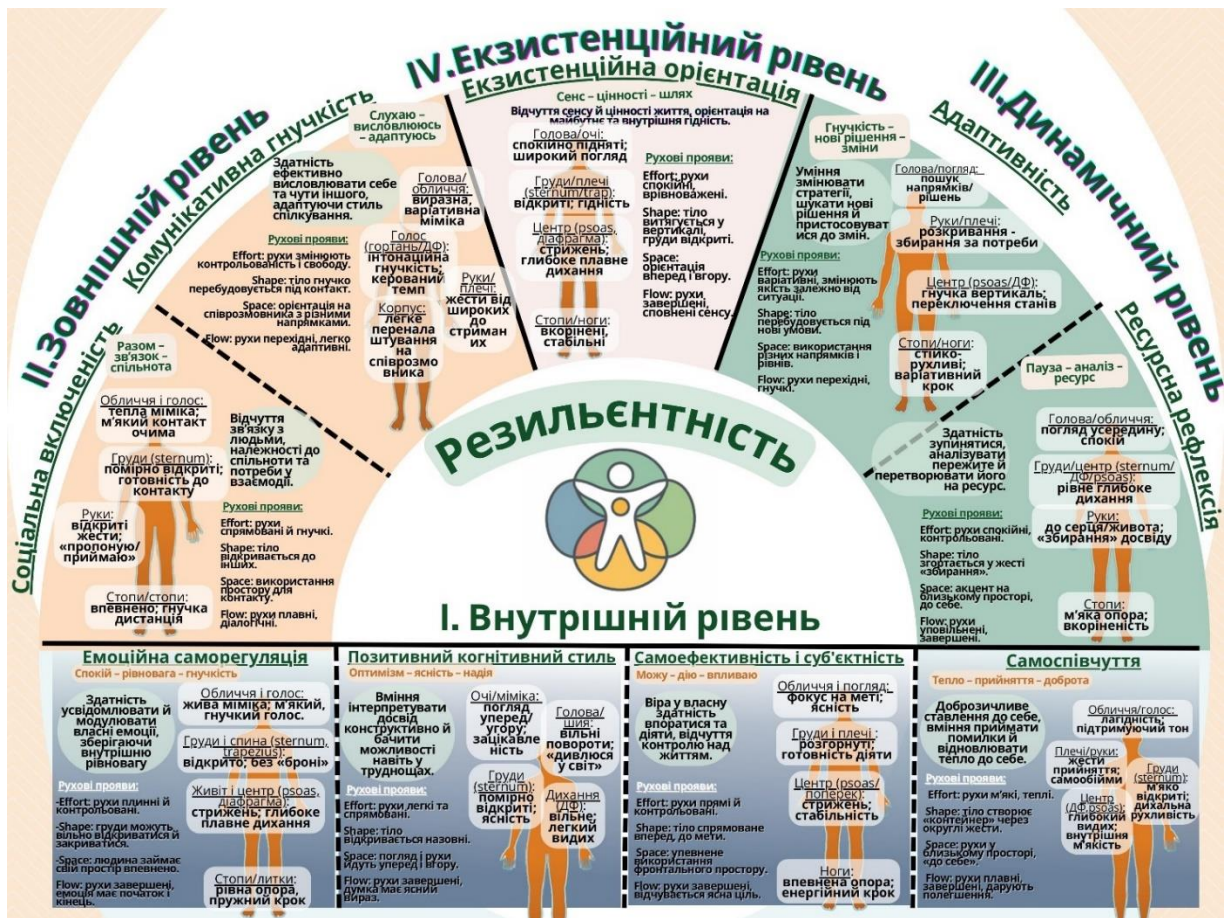 IV.Екзистенційний рівень
Екзистенційна орієнтація
Сенс – цінності – шлях
Відчуття сенсу й цінності життя, орієнтація на
майбутнє та внутрішня гідність.
Голова/очі:
спокійно підняті;
широкий погляд
Груди/плечі
(sternum/trap):
відкриті; гідність
Центр (psoas,
діафрагма):
стрижень;
глибоке плавне
дихання
Стопи/ноги:
вкорінені,
стабільні
Рухові прояви:
Effort: рухи
спокійні,
врівноважені.
Shape: тіло
витягується у
вертикалі,
груди відкриті.
Space:
орієнтація
вперед і вгору.
Flow: рухи
завершені,
сповнені сенсу.
II.Зовнішній рівень
Комунікативна гнучкість
Слухаю –
висловлююсь
– адаптуюсь
Здатність
ефективно
висловлювати себе
та чути іншого,
адаптуючи стиль
спілкування.
Голова/
обличчя:
виразна,
варіативна
міміка
Рухові прояви:
Effort: рухи змінюють
контрольованість і свободу.
Shape: тіло гнучко
перебудовується під контакт.
Space: орієнтація на
співрозмовника з різними
напрямками.
Flow: рухи перехідні, легко
адаптивні.
Голос
(гортань/ДФ):
інтонаційна
гнучкість;
керований
темп
Руки/
плечі:
жести від
широких
до
стриман
их
Корпус:
легке
перенала
штування
на
співрозмо
вника
Соціальна включеність
Разом –
зв'язок –
спільнота
Обличчя і голос:
тепла міміка;
м'який контакт
очима
Груди (sternum):
помірно відкриті;
готовність до
контакту
Руки:
відкриті
жести;
«пропоную/
приймаю»
Стопи/стопи:
впевнено; гнучка
дистанція
Відчуття
зв'язку з
людьми,
належності до
спільноти та
потреби у
взаємодії.
Рухові прояви:
Effort: рухи
спрямовані й гнучкі.
Shape: тіло
відкривається до
інших.
Space: використання
простору для
контакту.
Flow: рухи плавні,
діалогічні.
III.Динамічний рівень
Адаптивність
Гнучкість –
нові рішення –
зміни
Уміння
змінювати
стратегії,
шукати нові
рішення й
пристосовуват
ися до змін.
Голова/погляд:
пошук
напрямків/
рішень
Руки/плечі:
розкривання -
збирання за потреби
Центр (psoas/ДФ):
гнучка вертикаль;
переключення станів
Стопи/ноги:
стійко-
рухливі;
варіативний
крок
Рухові прояви:
Effort: рухи
варіативні, змінюють
якість залежно від
ситуації.
Shape: тіло
перебудовується під
нові умови.
Space: використання
різних напрямків і
рівнів.
Flow: рухи перехідні,
гнучкі.
Ресурсна рефлексія
Пауза – аналіз –
ресурс
Здатність
зупинятися,
аналізувати
пережите й
перетворювати його
на ресурс.
Голова/обличчя:
погляд усередину;
спокій
Груди/центр (sternum/
ДФ/psoas):
рівне глибоке
дихання
Руки:
до серця/живота;
«збирання» досвіду
Стопи:
м'яка опора;
вкоріненість
Рухові прояви:
Effort: рухи спокійні,
контрольовані.
Shape: тіло
згортається у жесті
«збирання».
Space: акцент на
близькому просторі,
до себе.
Flow: рухи
уповільнені,
завершені.
Резильєнтність
I. Внутрішній рівень
Емоційна саморегуляція
Спокій – рівновага – гнучкість
Здатність
усвідомлювати й
модулювати
власні емоції,
зберігаючи
внутрішню
рівновагу
Обличчя і голос:
жива міміка; м'який,
гнучкий голос.
Груди і спина (sternum,
trapezius):
відкрито; без «броні»
Живіт і центр (psoas,
діафрагма):
стрижень; глибоке
плавне дихання
Стопи/литки:
рівна опора,
пружний крок
Рухові прояви:
-Effort: рухи плинні й
контрольовані.
-Shape: груди можуть
вільно відкриватися й
закриватися.
-Space: людина займає
свій простір впевнено.
Flow: рухи завершені,
емоція має початок і
кінець.
Позитивний когнітивний стиль
Оптимізм – ясність – надія
Вміння
інтерпретувати
досвід
конструктивно й
бачити можливості
навіть у
труднощах.
Очі/міміка:
погляд
уперед/
угору;
зацікавле
ність
Голова/
шия:
вільні
повороти;
«дивлюся
у світ»
Груди
(sternum):
помірно
відкриті;
ясність
Дихання
(ДФ):
вільне;
легкий
видих
Рухові прояви:
Effort: рухи легкі та
спрямовані.
Shape: тіло
відкривається назовні.
Space: погляд і рухи
йдуть уперед і вгору.
Flow: рухи завершені,
думка має ясний
вираз.
Самоефективність і суб'єктність
Можу – дію – впливаю
Віра у власну
здатність
впоратися та
діяти, відчуття
контролю над
життям.
Обличчя і погляд:
фокус на меті;
ясність
Груди і плечі :
розгорнуті;
готовність діяти
Центр (psoas/
поперек):
стрижень;
стабільність
Ноги:
впевнена опора;
енергійний крок
Рухові прояви:
Effort: рухи прямі й
контрольовані.
Shape: тіло спрямоване
вперед, до мети.
Space: упевнене
використання
фронтального простору.
Flow: рухи завершені,
відчувається ясна ціль.
Самоспівчуття
Тепло – прийняття – доброта
Доброзичливе
ставлення до себе,
вміння приймати
помилки й
відновлювати
тепло до себе.
Обличчя/голос:
лагідність;
підтримуючий тон
Плечі/руки:
жести
прийняття;
самообійми
Груди
(sternum):
м'яко
відкриті;
дихальна
рухливість
Центр
(ДФ,psoas):
глибокий
видих;
внутрішня
м'якість
Рухові прояви:
Effort: рухи м'які, теплі.
Shape: тіло створює
«контейнер» через
округлі жести.
Space: рухи у
близькому просторі, «до
себе».
Flow: рухи плавні,
завершені, дарують
полегшення.